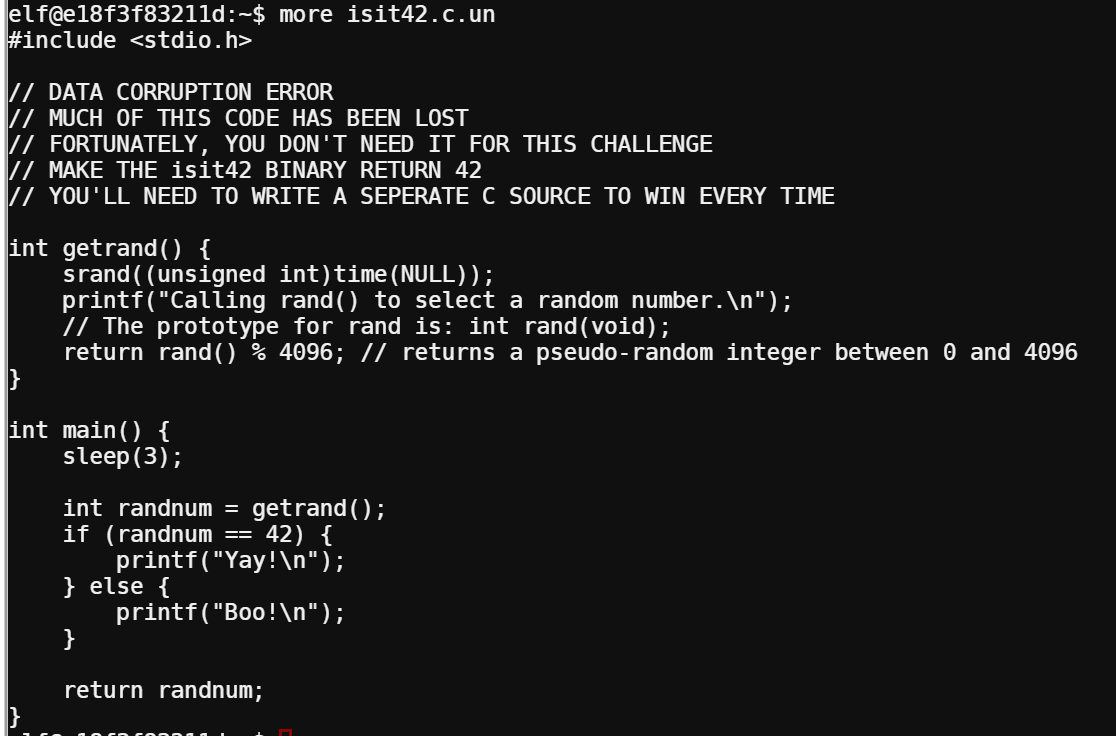 elf@e18f3f83211d:~$ more isit42.c.un
#include <stdio.h>

// DATA CORRUPTION ERROR
// MUCH OF THIS CODE HAS BEEN LOST
// FORTUNATELY, YOU DON'T NEED IT FOR THIS CHALLENGE
// MAKE THE isit42 BINARY RETURN 42
// YOU'LL NEED TO WRITE A SEPERATE C SOURCE TO WIN EVERY TIME

int getrand() {
    srand((unsigned int)time(NULL));
    printf("Calling rand() to select a random number.\n");
    // The prototype for rand is: int rand(void);
    return rand() % 4096; // returns a pseudo-random integer between 0 and 4096
}

int main() {
    sleep(3);

    int randnum = getrand();
    if (randnum == 42) {
        printf("Yay!\n");
    } else {
        printf("Boo!\n");
    }

    return randnum;
}
elf@e18f3f83211d:~$